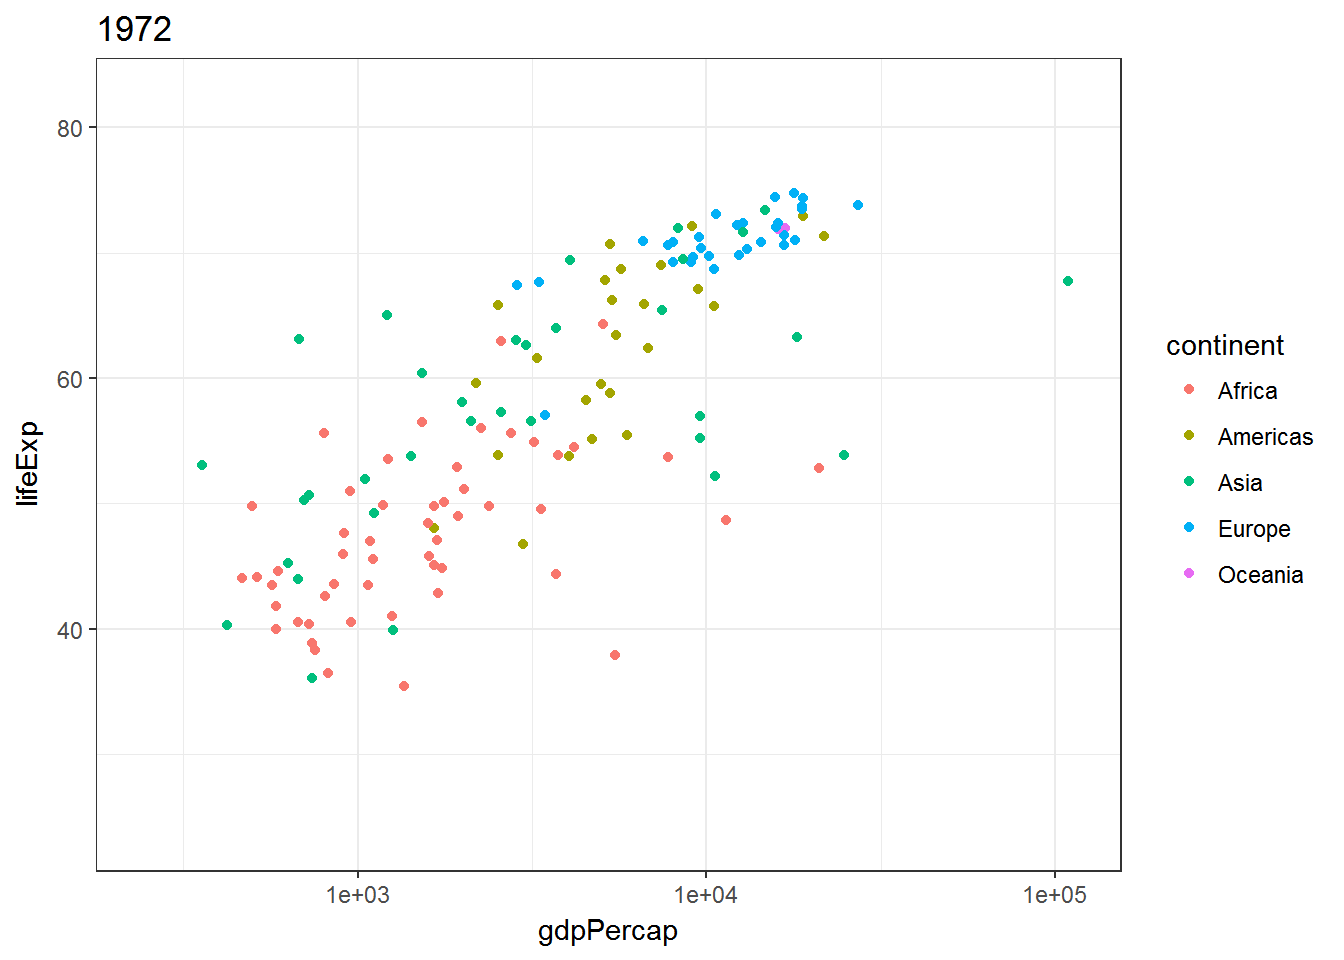 1972
80
60
40
lifeExp
1e+03 1e+04 1e+05
gdpPercap
continent
Africa
Americas
Asia
Europe
Oceania